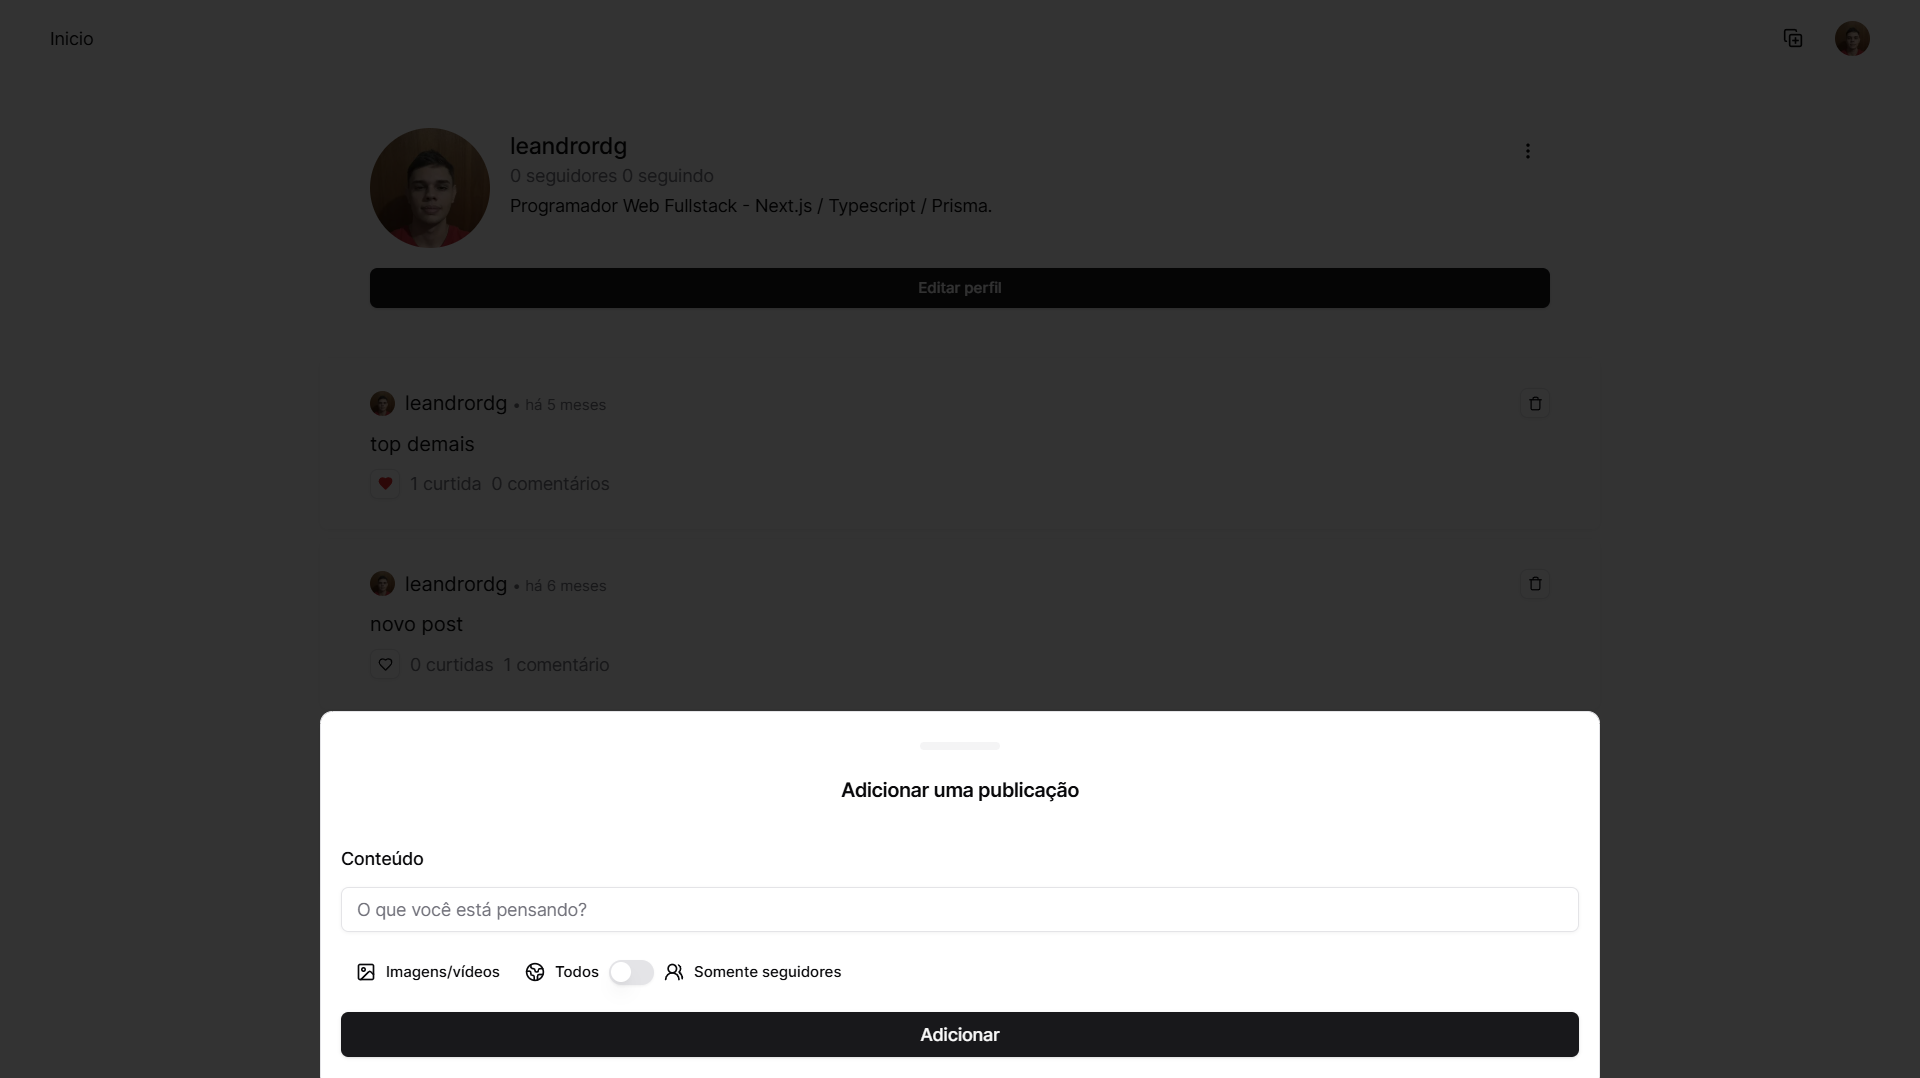 Inicio
leandrordg
0 seguidores 0 seguindo
Programador Web Fullstack - Next.js / Typescript / Prisma.
Editar perfil
leandrordg • há 5 meses
top demais
1 curtida 0 comentários
leandrordg • há 6 meses
novo post
0 curtidas 1 comentário
Adicionar uma publicação
Conteúdo
O que você está pensando?
Imagens/vídeos Todos Somente seguidores
Adicionar